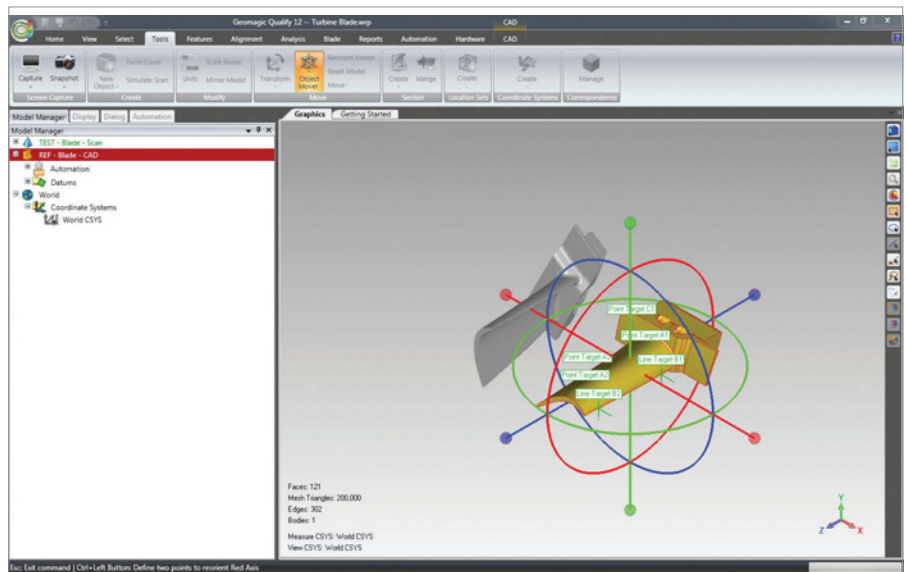 Geomagic Qualify 12 -- Turbine Blade.wrp
CAD
Home View Select Tools Features Alignment Analysis Blade Reports Automation Hardware CAD
Capture Snapshot
Screen Capture
New Object
Point Cover
Simulate Scan
Create
Units
Scale Model
Mirror Model
Modify
Transform
Object Mover
Reorient Model
Reset Model
Move
Move
Create Merge
Section
Create
Location Sets
Create
Coordinate Systems
Manage
Correspondence
Model Manager Display Dialog Automation
Graphics Getting Started
Model Manager
TEST - Blade - Scan
REF - Blade - CAD
Automation
Datums
World
Coordinate Systems
World CSYS
Point Target C1
Point Target A1
Line Target B1
Point Target A2
Line Target B2
Faces: 121
Mesh Triangles: 200,000
Edges: 302
Bodies: 1
Measure CSYS: World CSYS
View CSYS: World CSYS
Y
Z X
Esc: Exit command | Ctrl+Left Button: Define two points to reorient Red Axis